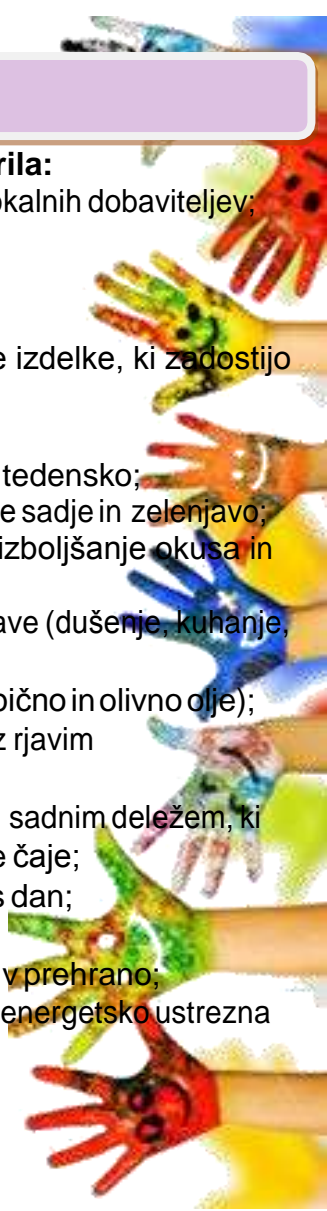 rila:
okalnih dobaviteljev;
e izdelke, ki zadostijo
tedensko;
e sadje in zelenjavo;
izboljšanje okusa in
ave (dušenje, kuhanje,
pično in olivno olje);
z rjavim
sadnim deležem, ki
e čaje;
s dan;
v prehrano;
energetsko ustrezna